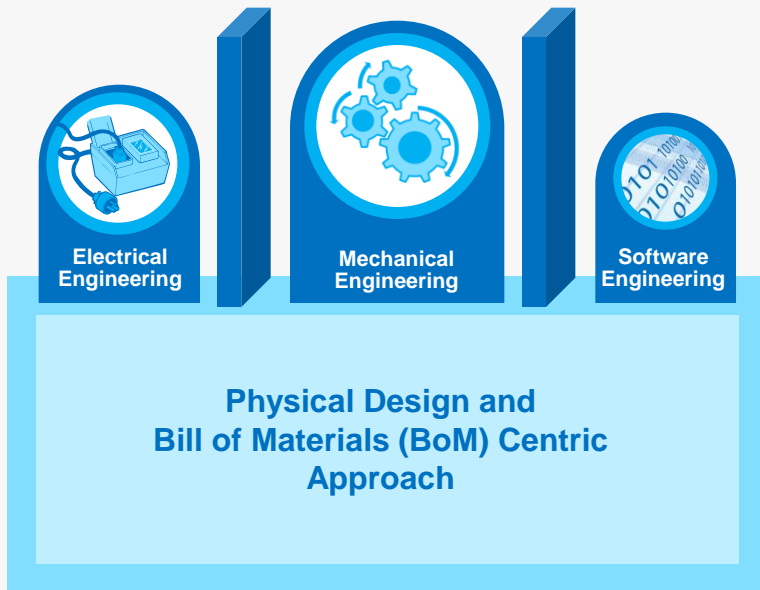 Electrical
Engineering
Mechanical
Engineering
Software
Engineering
Physical Design and
Bill of Materials (BoM) Centric
Approach